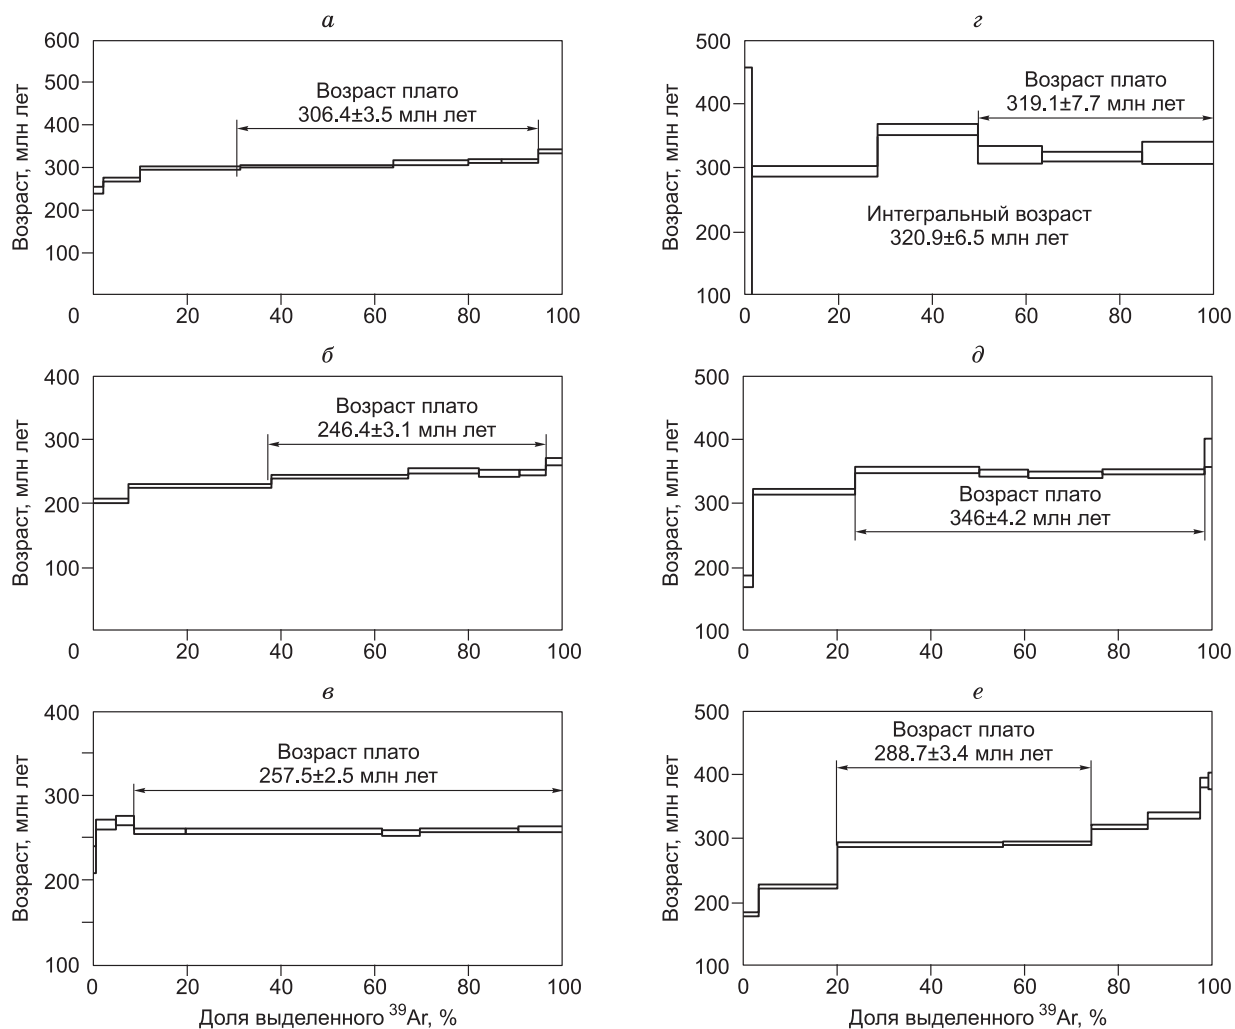 а
600
500
400
300
200
100
0
20
40
60
80
100
Возраст, млн лет
Возраст плато
306.4±3.5 млн лет
г
500
400
300
200
100
0
20
40
60
80
100
Возраст, млн лет
Возраст плато
319.1±7.7 млн лет
Интегральный возраст
320.9±6.5 млн лет
б
400
300
200
100
0
20
40
60
80
100
Возраст, млн лет
Возраст плато
246.4±3.1 млн лет
д
500
400
300
200
100
0
20
40
60
80
100
Возраст, млн лет
Возраст плато
346±4.2 млн лет
в
400
300
200
100
0
20
40
60
80
100
Возраст, млн лет
Возраст плато
257.5±2.5 млн лет
Доля выделенного ³⁹Ar, %
е
500
400
300
200
100
0
20
40
60
80
100
Возраст, млн лет
Возраст плато
288.7±3.4 млн лет
Доля выделенного ³⁹Ar, %